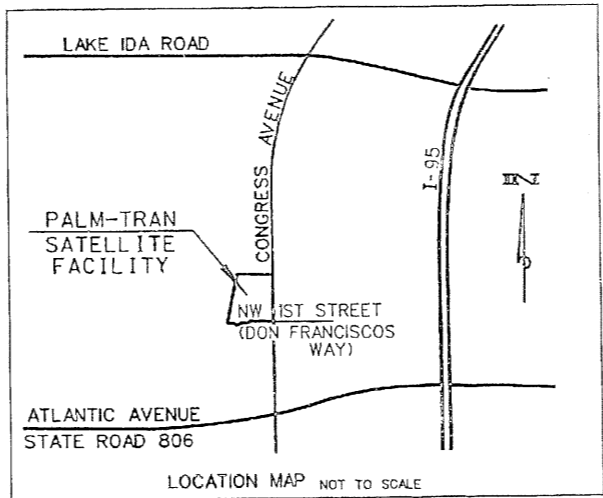 LAKE IDA ROAD
CONGRESS AVENUE
I-95
N
PALM-TRAN
SATELLITE
FACILITY
NW 1ST STREET
(DON FRANCISCOS
WAY)
ATLANTIC AVENUE
STATE ROAD 806
LOCATION MAP NOT TO SCALE